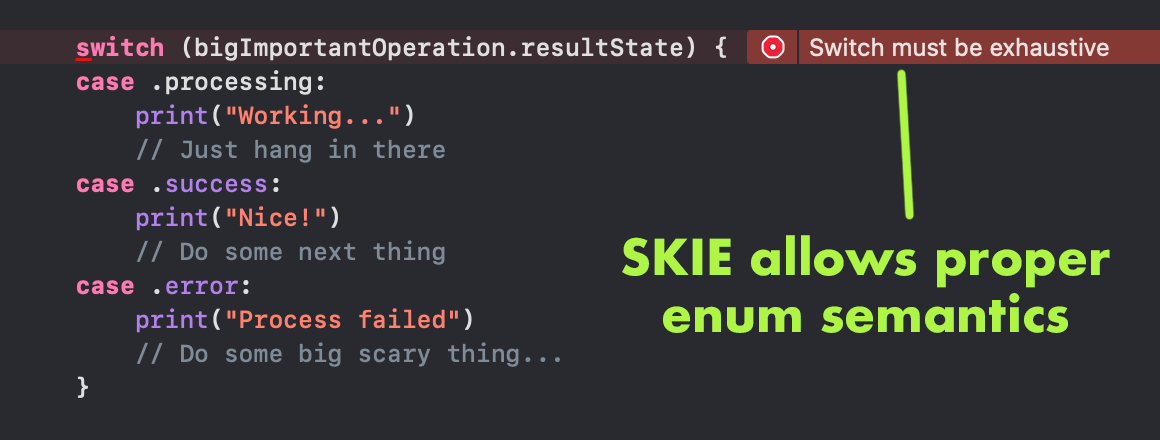 switch (bigImportantOperation.resultState) {
Switch must be exhaustive
case .processing:
print("Working...")
// Just hang in there
case .success:
print("Nice!")
// Do some next thing
case .error:
print("Process failed")
// Do some big scary thing...
}
SKIE allows proper
enum semantics